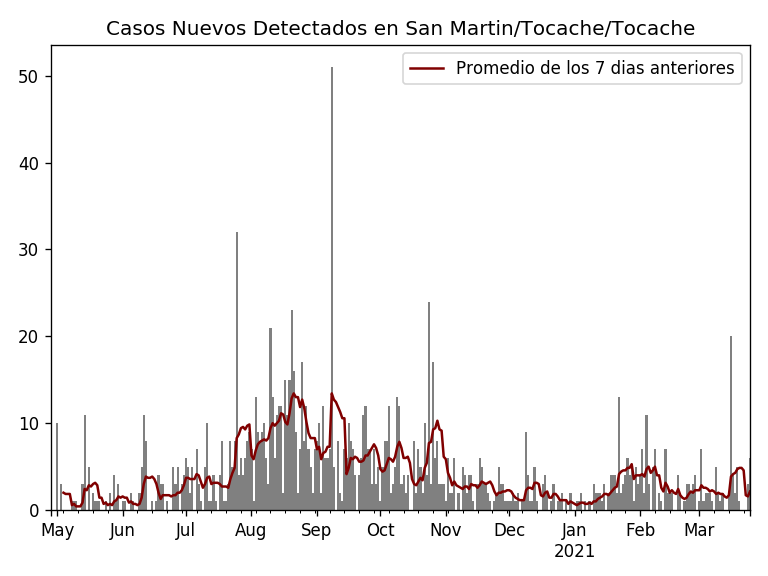 Casos Nuevos Detectados en San Martin/Tocache/Tocache
Promedio de los 7 dias anteriores
50
40
30
20
10
0
May Jun Jul Aug Sep Oct Nov Dec Jan Feb Mar
2021